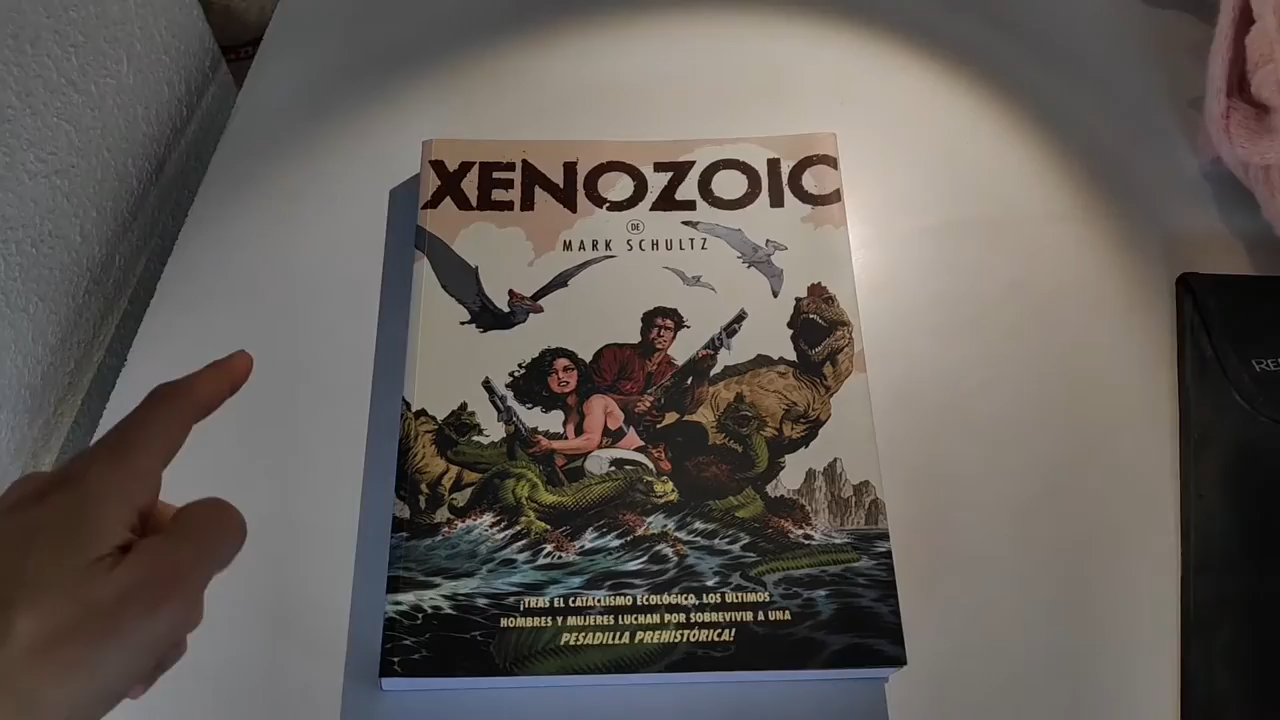 XENOZOIC
DE
MARK SCHULTZ
¡TRAS EL CATACLISMO ECOLÓGICO, LOS ÚLTIMOS
HOMBRES Y MUJERES LUCHAN POR SOBREVIVIR A UNA
PESADILLA PREHISTÓRICA!